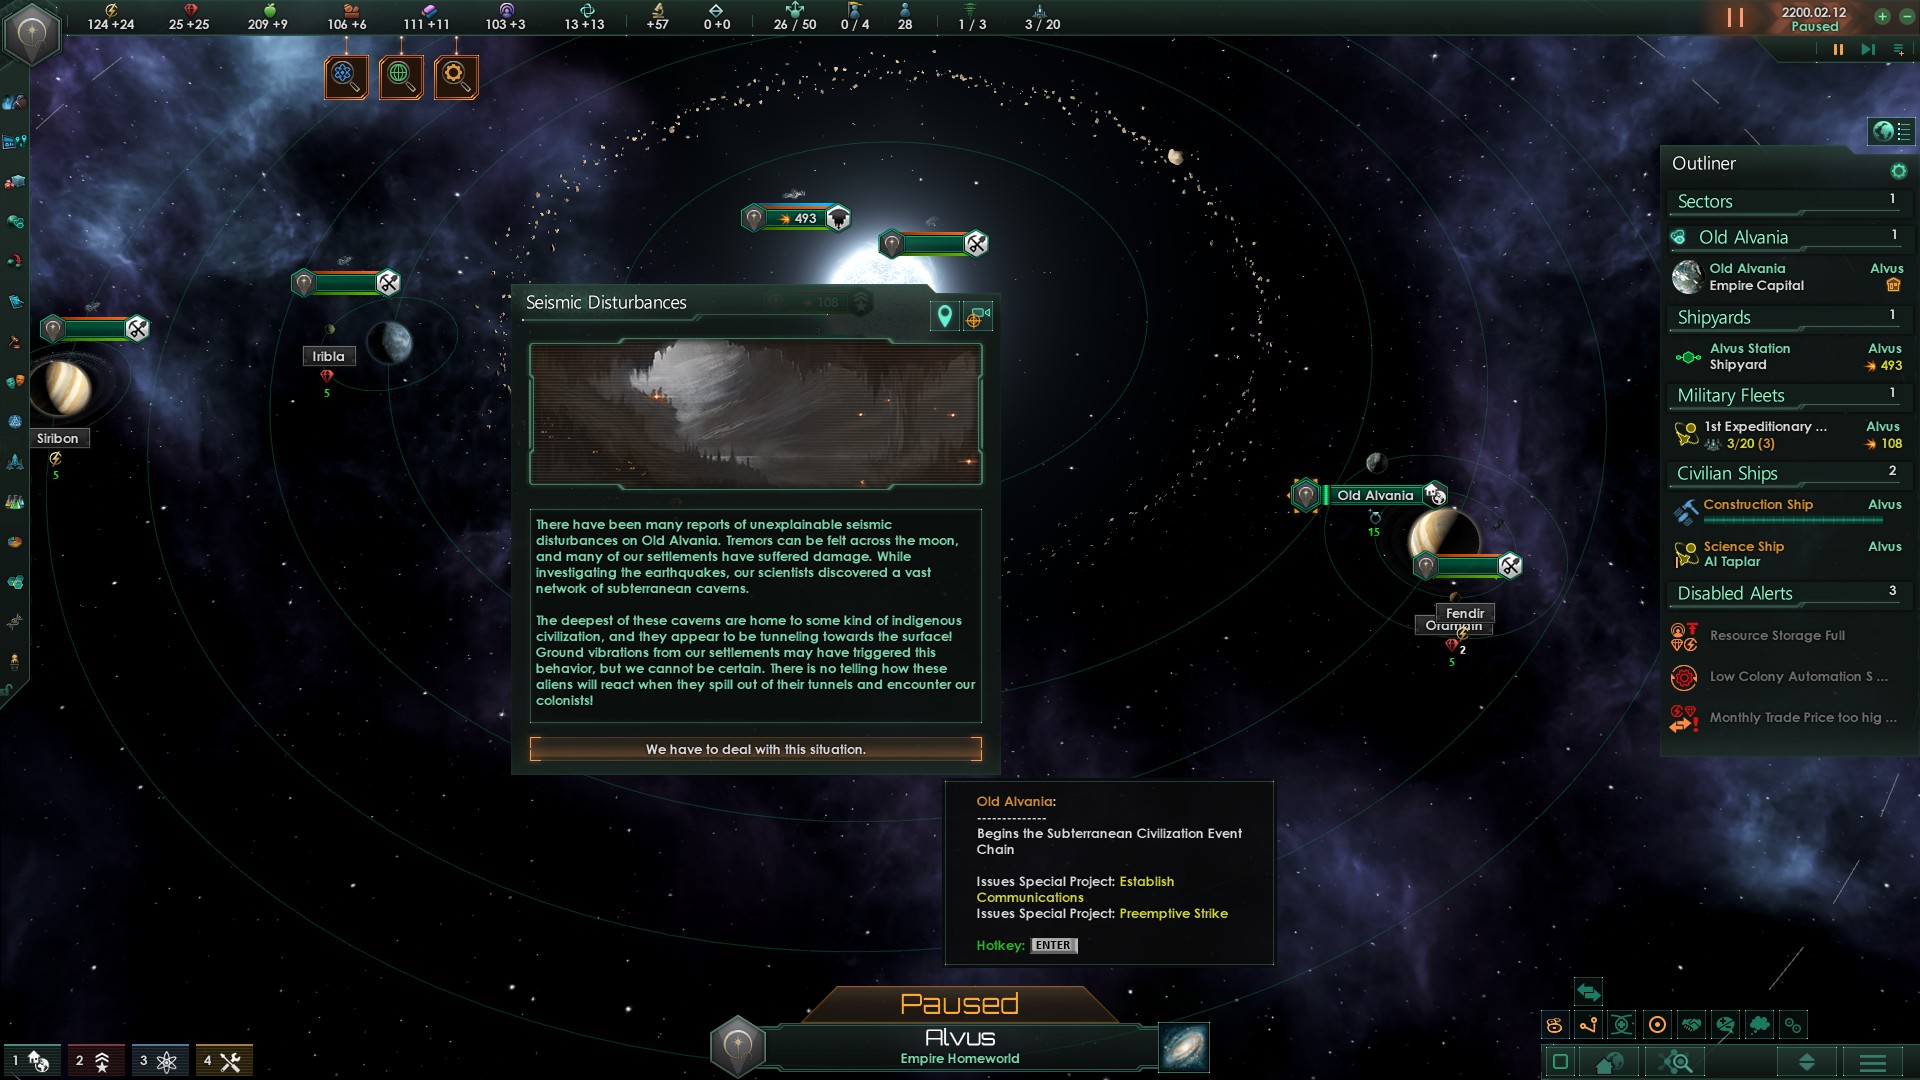 124 +24
25 +25
209 +9
106 +6
111 +11
103 +3
13 +13
+57
0 +0
26 / 50
0 / 4
28
1 / 3
3 / 20
2200.02.12
Paused
493
108
Iribla
5
Siribon
5
Seismic Disturbances
There have been many reports of unexplainable seismic
disturbances on Old Alvania. Tremors can be felt across the moon,
and many of our settlements have suffered damage. While
investigating the earthquakes, our scientists discovered a vast
network of subterranean caverns.
The deepest of these caverns are home to some kind of indigenous
civilization, and they appear to be tunneling towards the surface!
Ground vibrations from our settlements may have triggered this
behavior, but we cannot be certain. There is no telling how these
aliens will react when they spill out of their tunnels and encounter our
colonists!
We have to deal with this situation.
Old Alvania:
--------------
Begins the Subterranean Civilization Event
Chain
Issues Special Project: Establish
Communications
Issues Special Project: Preemptive Strike
Hotkey: ENTER
Old Alvania
15
Fendir
2
5
Outliner
Sectors 1
Old Alvania 1
Old Alvania Alvus
Empire Capital
Shipyards 1
Alvus Station Alvus
Shipyard 493
Military Fleets 1
1st Expeditionary ... Alvus
3/20 (3) 108
Civilian Ships 2
Construction Ship Alvus
Science Ship Alvus
Al Taplar
Disabled Alerts 3
Resource Storage Full
Low Colony Automation S ...
Monthly Trade Price too hig ...
Paused
Alvus
Empire Homeworld
1
2
3
4